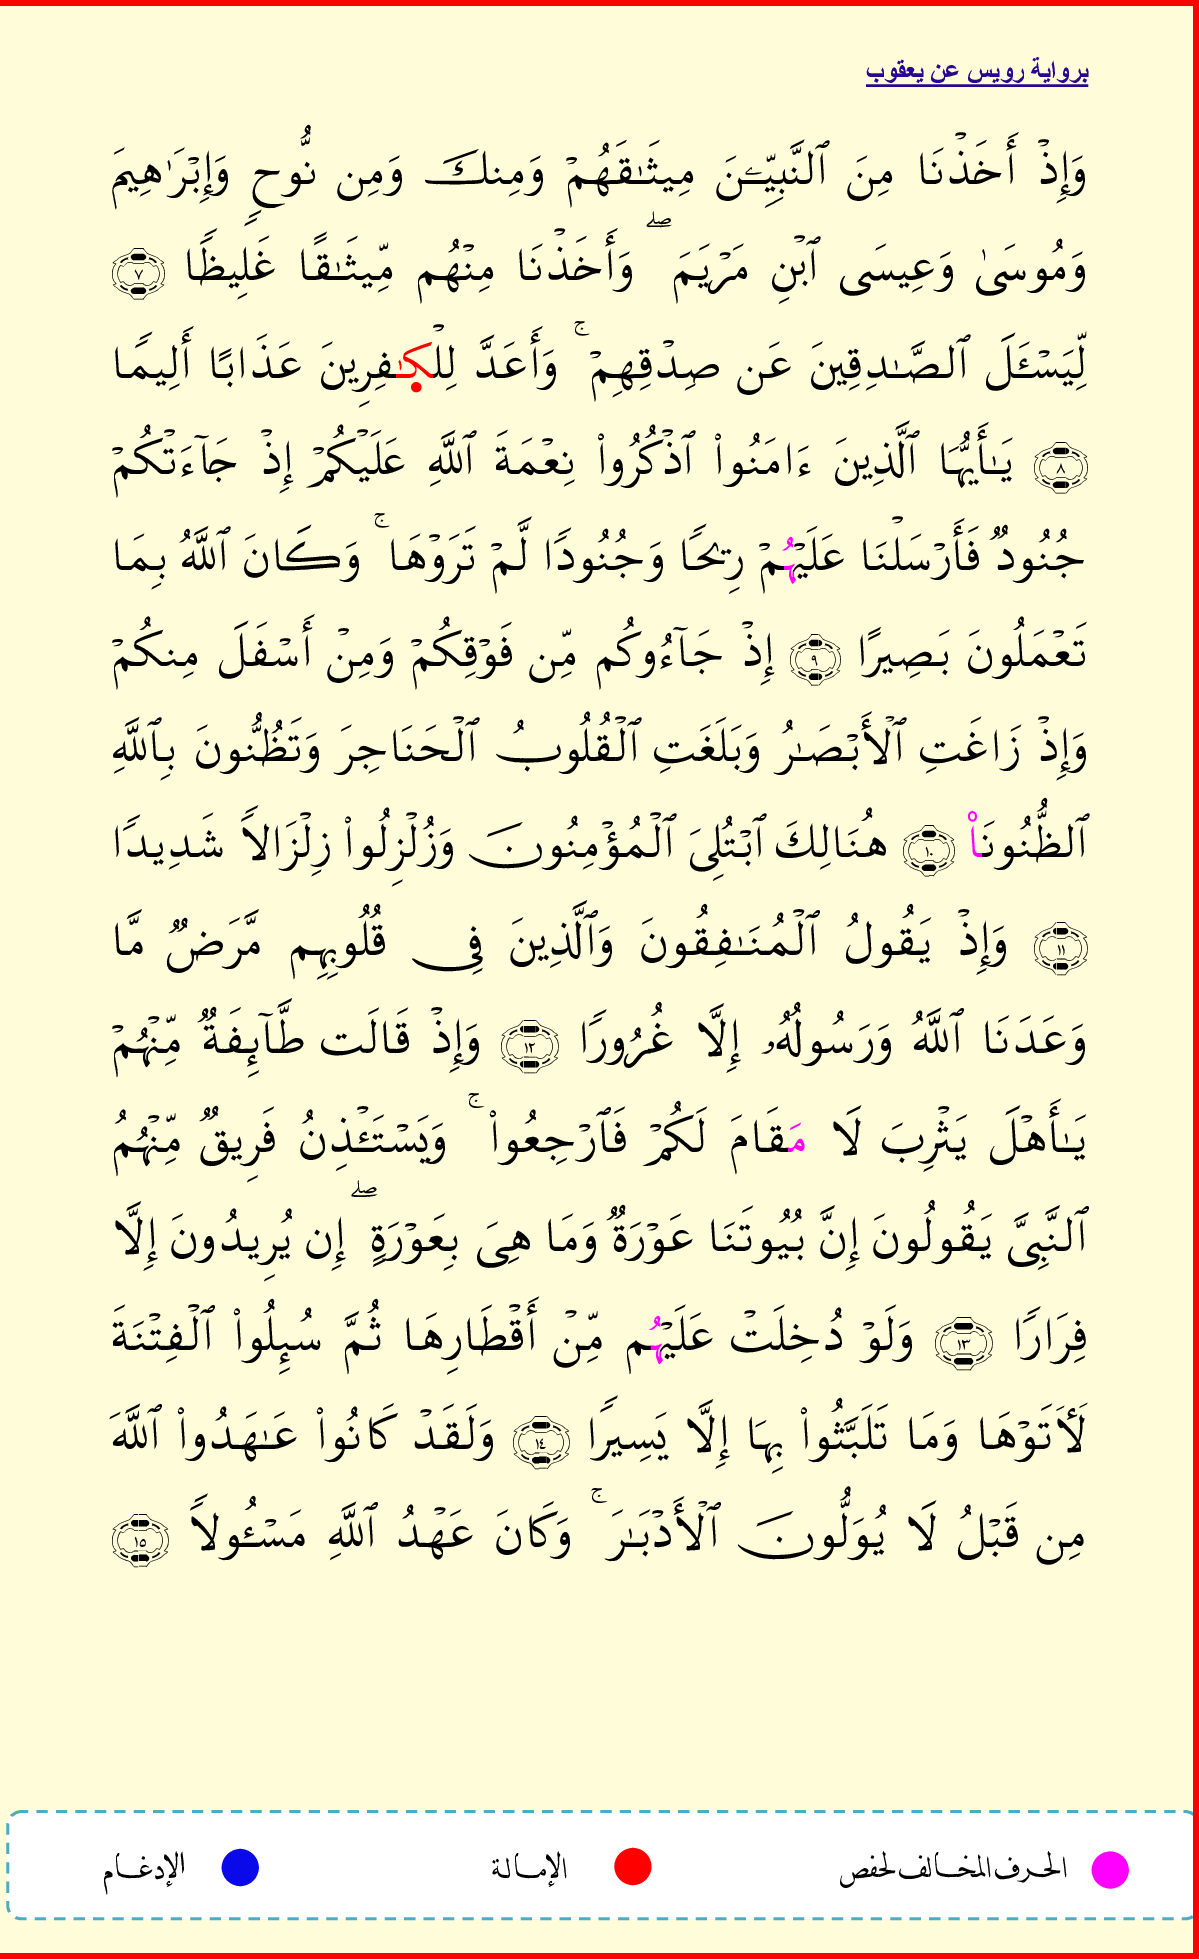 برواية رويس عن يعقوب
وَإِذۡ أَخَذۡنَا مِنَ ٱلنَّبِيِّـۧنَ مِيثَٰقَهُمۡ وَمِنكَ وَمِن نُّوحٍ وَإِبۡرَٰهِيمَ
وَمُوسَىٰ وَعِيسَى ٱبۡنِ مَرۡيَمَ ۖ وَأَخَذۡنَا مِنۡهُم مِّيثَٰقًا غَلِيظًا ٧
لِّيَسۡـَٔلَ ٱلصَّٰدِقِينَ عَن صِدۡقِهِمۡ ۚ وَأَعَدَّ لِلۡكٰ۪فِرِينَ عَذَابًا أَلِيمًا
٨ يَٰٓأَيُّهَا ٱلَّذِينَ ءَامَنُوا۟ ٱذۡكُرُوا۟ نِعۡمَةَ ٱللَّهِ عَلَيۡكُمۡ إِذۡ جَآءَتۡكُمۡ
جُنُودٌ فَأَرۡسَلۡنَا عَلَيۡهُمۡ رِيحًا وَجُنُودًا لَّمۡ تَرَوۡهَا ۚ وَكَانَ ٱللَّهُ بِمَا
تَعۡمَلُونَ بَصِيرًا ٩ إِذۡ جَآءُوكُم مِّن فَوۡقِكُمۡ وَمِنۡ أَسۡفَلَ مِنكُمۡ
وَإِذۡ زَاغَتِ ٱلۡأَبۡصَٰرُ وَبَلَغَتِ ٱلۡقُلُوبُ ٱلۡحَنَاجِرَ وَتَظُنُّونَ بِٱللَّهِ
ٱلظُّنُونَا۠ ١٠ هُنَالِكَ ٱبۡتُلِىَ ٱلۡمُؤۡمِنُونَ وَزُلۡزِلُوا۟ زِلۡزَالاً شَدِيدًا
١١ وَإِذۡ يَقُولُ ٱلۡمُنَٰفِقُونَ وَٱلَّذِينَ فِى قُلُوبِهِم مَّرَضٌ مَّا
وَعَدَنَا ٱللَّهُ وَرَسُولُهُۥ إِلَّا غُرُورًا ١٢ وَإِذۡ قَالَت طَّآئِفَةٌ مِّنۡهُمۡ
يَٰٓأَهۡلَ يَثۡرِبَ لَا مَقَامَ لَكُمۡ فَٱرۡجِعُوا۟ ۚ وَيَسۡتَـٔۡذِنُ فَرِيقٌ مِّنۡهُمُ
ٱلنَّبِىَّ يَقُولُونَ إِنَّ بُيُوتَنَا عَوۡرَةٌ وَمَا هِىَ بِعَوۡرَةٍ ۖ إِن يُرِيدُونَ إِلَّا
فِرَارًا ١٣ وَلَوۡ دُخِلَتۡ عَلَيۡهُم مِّنۡ أَقۡطَارِهَا ثُمَّ سُئِلُوا۟ ٱلۡفِتۡنَةَ
لَأٓتَوۡهَا وَمَا تَلَبَّثُوا۟ بِهَا إِلَّا يَسِيرًا ١٤ وَلَقَدۡ كَانُوا۟ عَٰهَدُوا۟ ٱللَّهَ
مِن قَبۡلُ لَا يُوَلُّونَ ٱلۡأَدۡبَٰرَ ۚ وَكَانَ عَهۡدُ ٱللَّهِ مَسۡـُٔولاً ١٥
الحرف المخالف لحفص الإمالة الإدغام